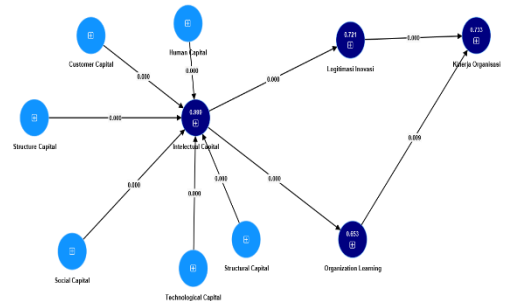 Human Capital
Customer Capital
0.721
Legitimasi Inovasi
0.733
Kinerja Organisasi
0.000
0.000
0.000
0.000
Structure Capital
0.000
Intelectual Capital
0.000
0.000
0.000
0.000
0.000
0.009
Social Capital
Technological Capital
Structural Capital
0.653
Organization Learning